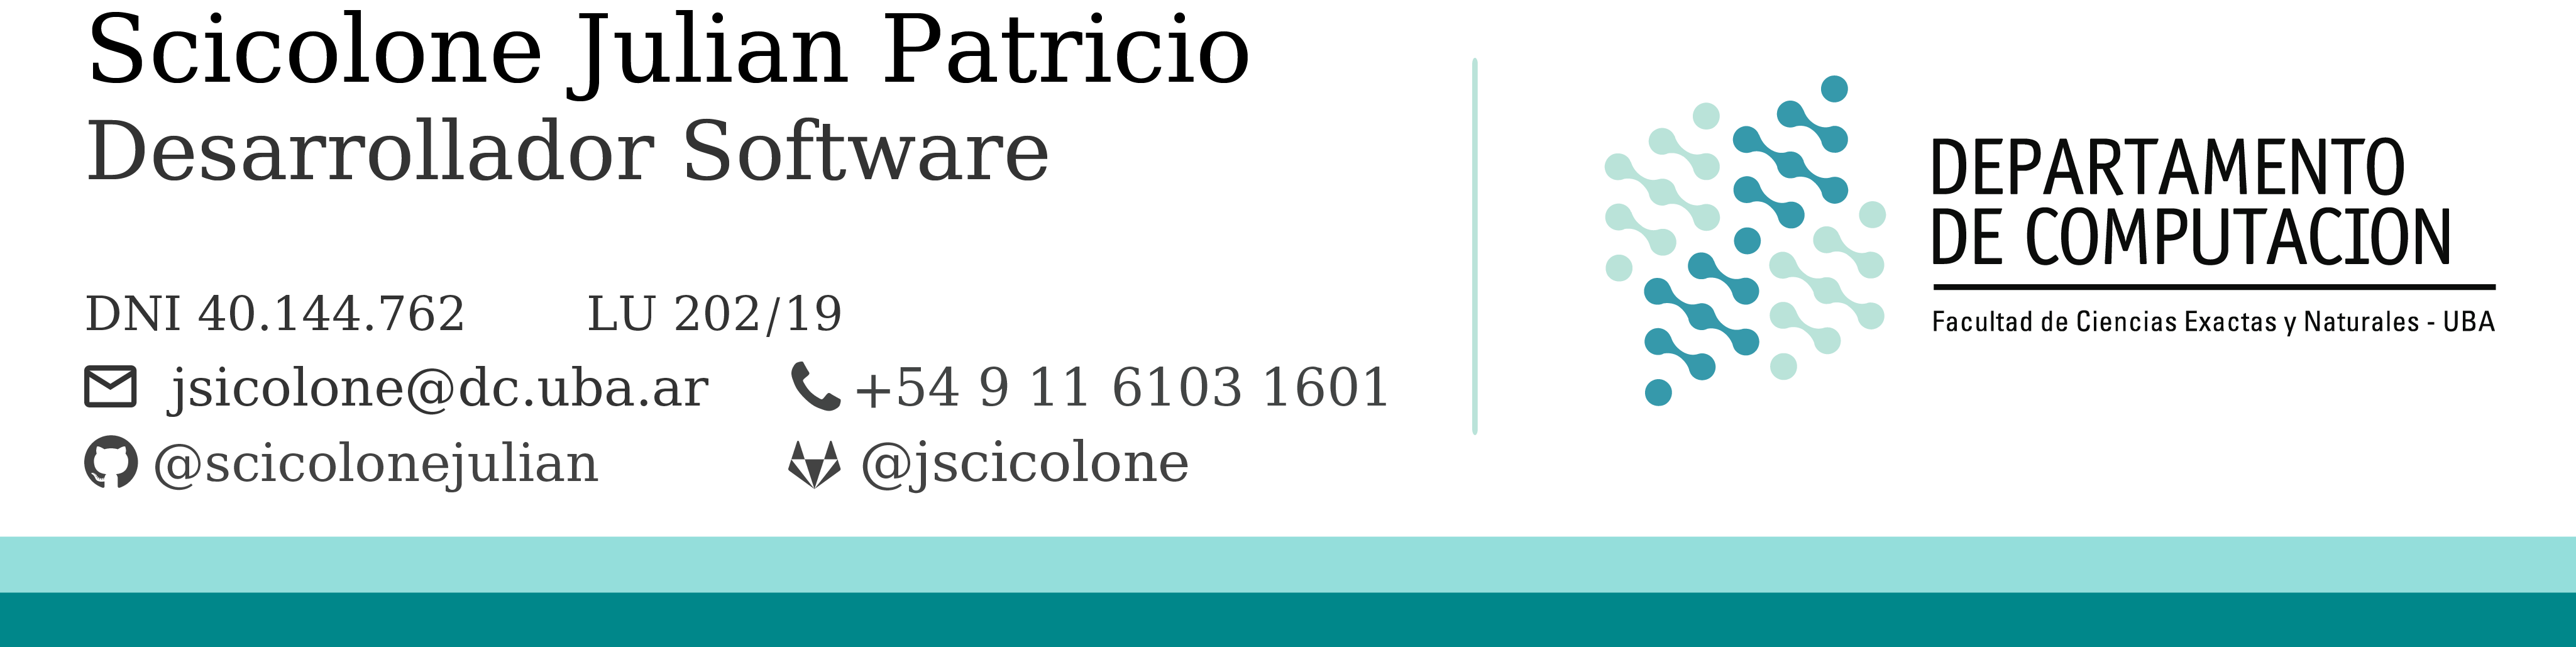 Scicolone Julian Patricio
Desarrollador Software
DNI 40.144.762 LU 202/19
jsicolone@dc.uba.ar +54 9 11 6103 1601
@scicolonejulian @jscicolone
DEPARTAMENTO
DE COMPUTACION
Facultad de Ciencias Exactas y Naturales - UBA